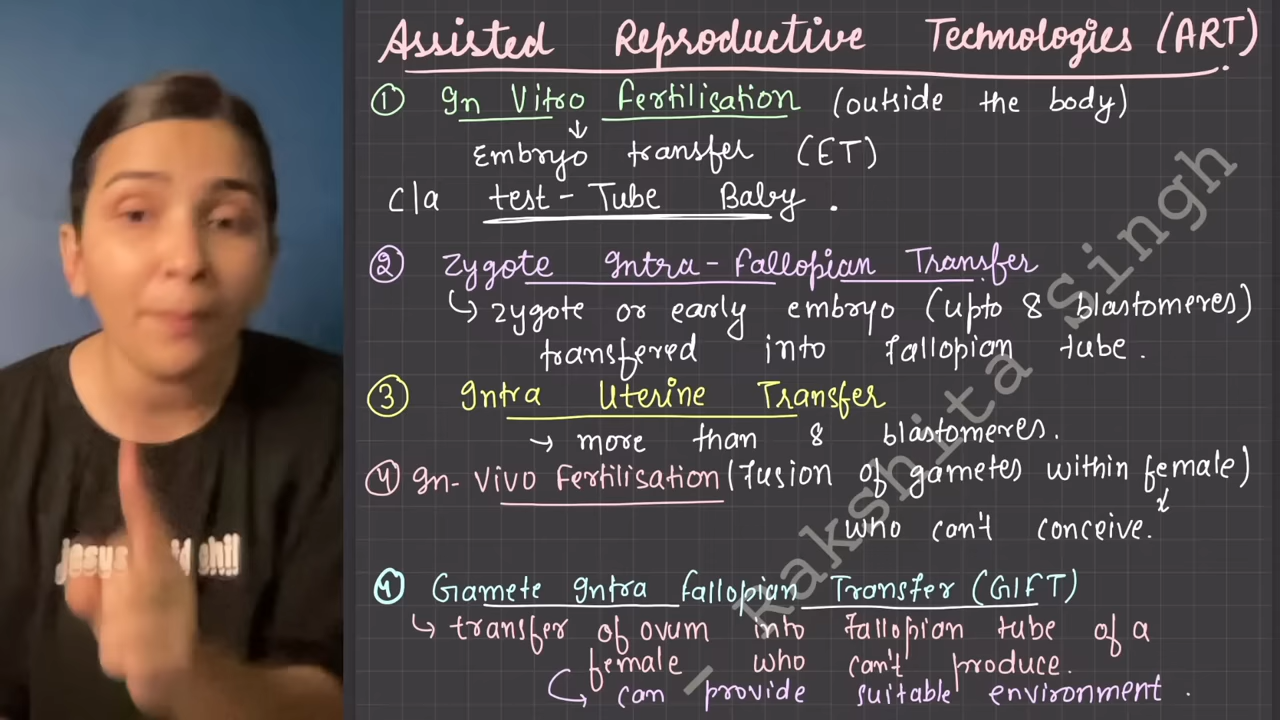 Assisted Reproductive Technologies (ART)
① In Vitro Fertilisation (outside the body)
↓
Embryo transfer (ET)
c/a test-Tube Baby.
② Zygote Intra-fallopian Transfer
↳ zygote or early embryo (upto 8 blastomeres)
transfered into fallopian tube.
③ Intra Uterine Transfer
→ more than 8 blastomeres.
④ In-Vivo Fertilisation (fusion of gametes within female)
who can't conceive.
④ Gamete Intra fallopian Transfer (GIFT)
↳ transfer of ovum into fallopian tube of a
female who can't produce.
↳ can provide suitable environment.
- Rakshita Singh